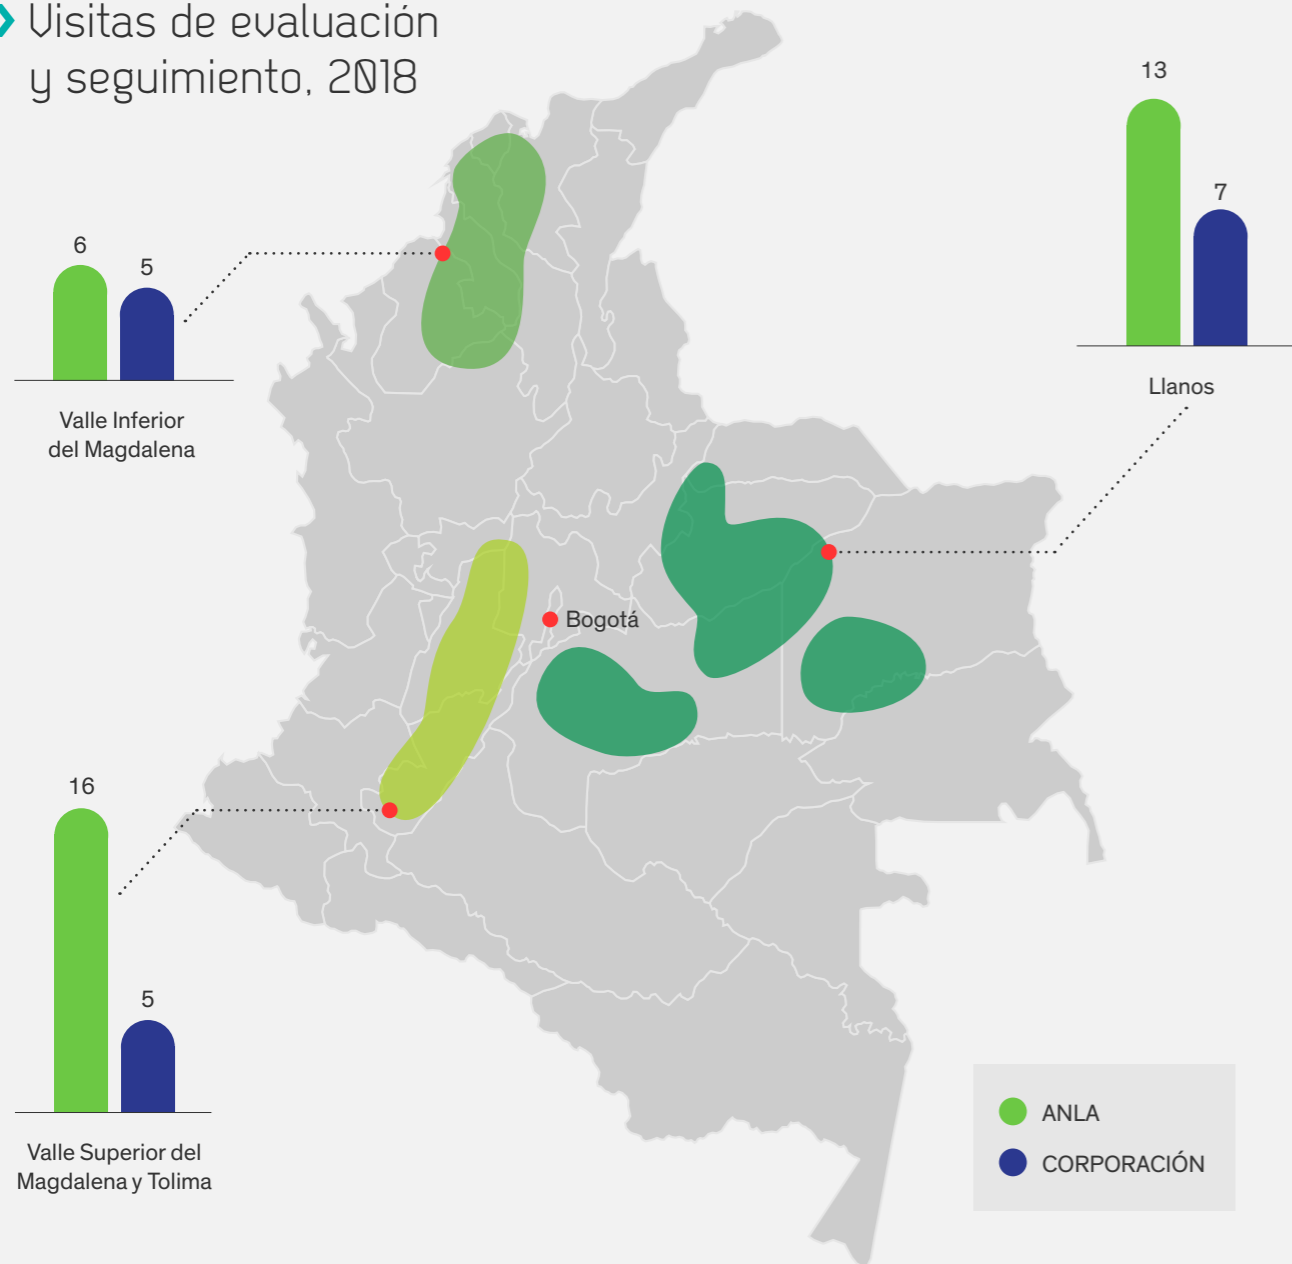 Visitas de evaluación
y seguimiento, 2018
13
7
Llanos
6
5
Valle Inferior
del Magdalena
Bogotá
16
5
Valle Superior del
Magdalena y Tolima
ANLA
CORPORACIÓN